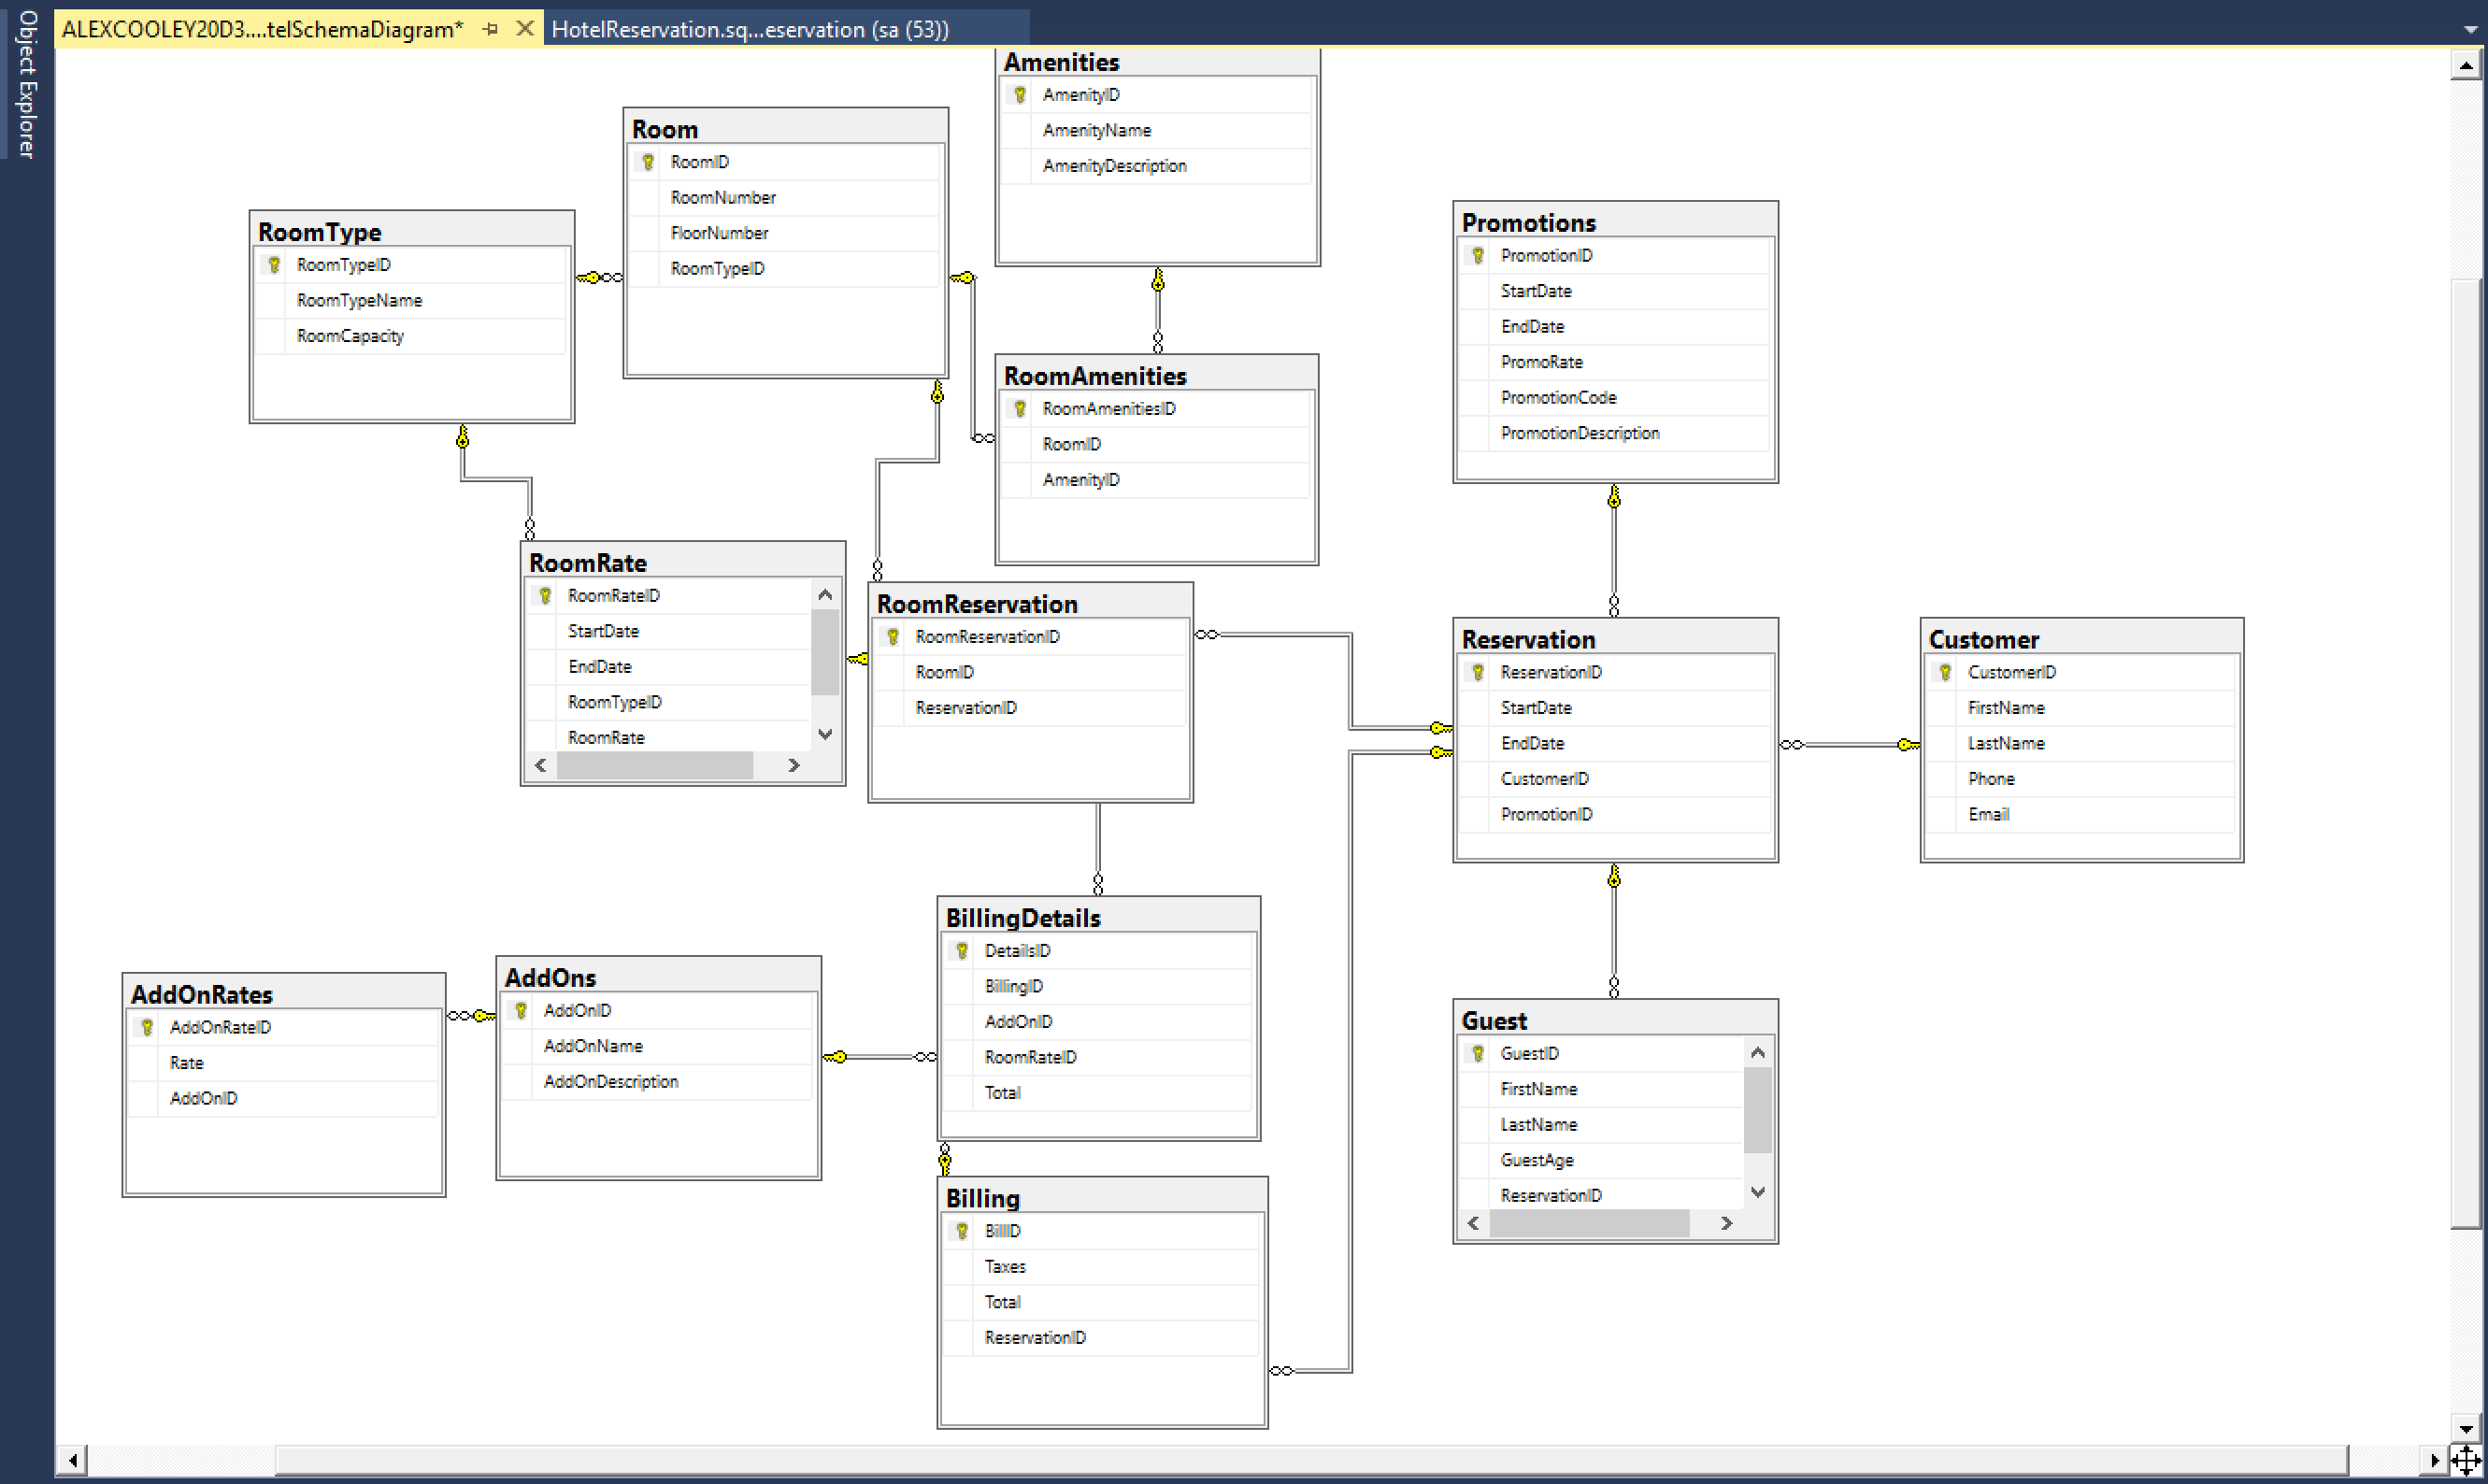 Object Explorer
ALEXCOOLEY20D3....telSchemaDiagram*
HotelReservation.sq...eservation (sa (53))
Amenities
AmenityID
AmenityName
AmenityDescription
Room
RoomID
RoomNumber
FloorNumber
RoomTypeID
RoomType
RoomTypeID
RoomTypeName
RoomCapacity
Promotions
PromotionID
StartDate
EndDate
PromoRate
PromotionCode
PromotionDescription
RoomAmenities
RoomAmenitiesID
RoomID
AmenityID
RoomRate
RoomRateID
StartDate
EndDate
RoomTypeID
RoomRate
RoomReservation
RoomReservationID
RoomID
ReservationID
Reservation
ReservationID
StartDate
EndDate
CustomerID
PromotionID
Customer
CustomerID
FirstName
LastName
Phone
Email
BillingDetails
DetailsID
BillingID
AddOnID
RoomRateID
Total
AddOns
AddOnID
AddOnName
AddOnDescription
AddOnRates
AddOnRateID
Rate
AddOnID
Guest
GuestID
FirstName
LastName
GuestAge
ReservationID
Billing
BillID
Taxes
Total
ReservationID